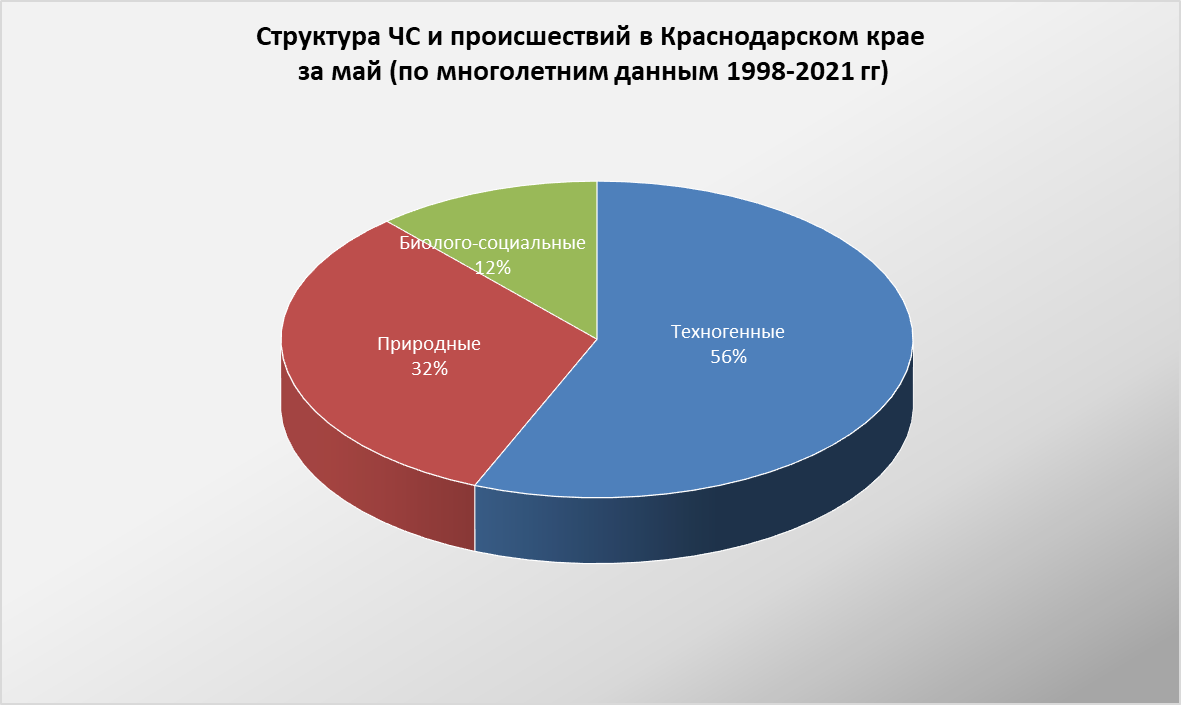 Структура ЧС и происшествий в Краснодарском крае
за май (по многолетним данным 1998-2021 гг)
Биолого-социальные
12%
Техногенные
56%
Природные
32%